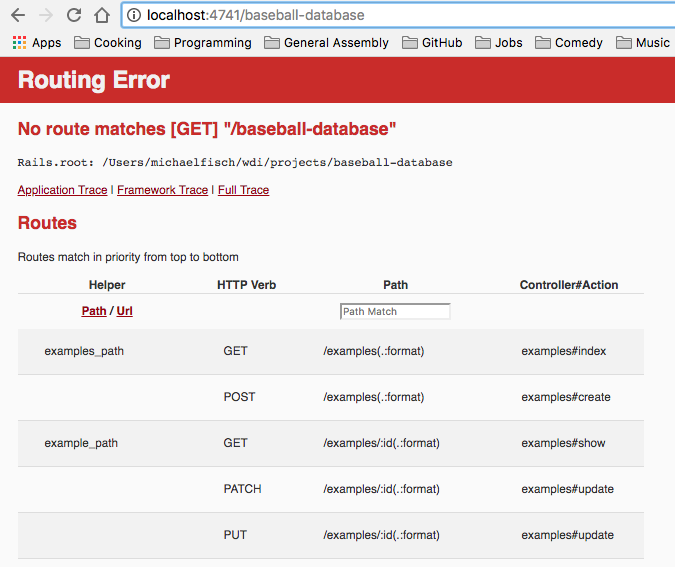 localhost:4741/baseball-database
Apps Cooking Programming General Assembly GitHub Jobs Comedy Music
Routing Error
No route matches [GET] "/baseball-database"
Rails.root: /Users/michaelfisch/wdi/projects/baseball-database
Application Trace | Framework Trace | Full Trace
Routes
Routes match in priority from top to bottom
Helper HTTP Verb Path Controller#Action
Path / Url Path Match
examples_path GET /examples(.:format) examples#index
POST /examples(.:format) examples#create
example_path GET /examples/:id(.:format) examples#show
PATCH /examples/:id(.:format) examples#update
PUT /examples/:id(.:format) examples#update